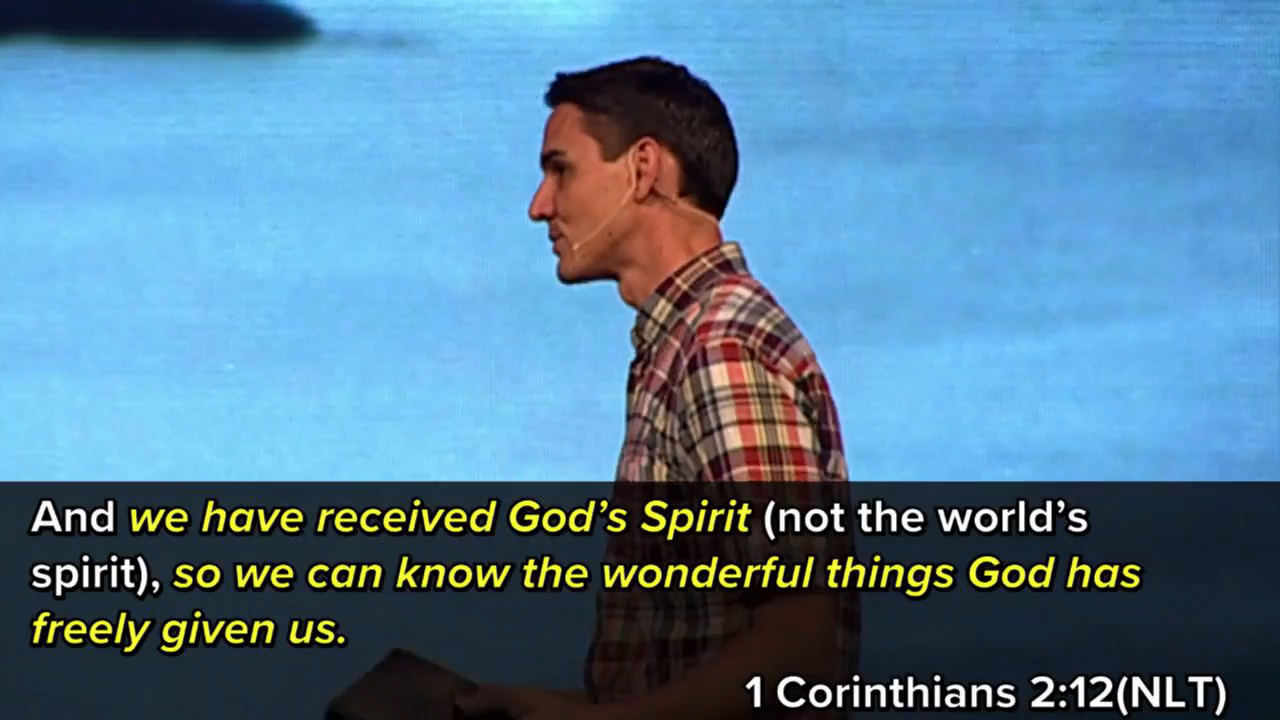 And we have received God’s Spirit (not the world’s
spirit), so we can know the wonderful things God has
freely given us.
1 Corinthians 2:12(NLT)